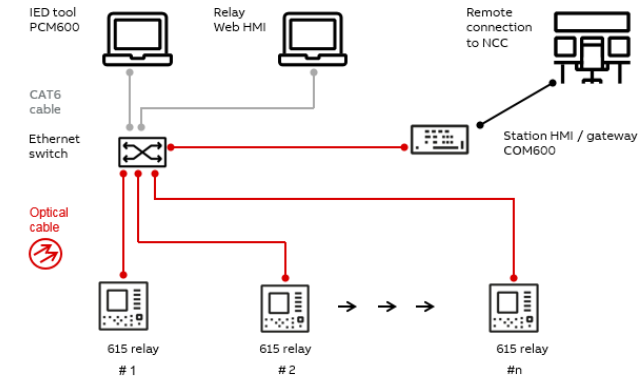 IED tool
PCM600
Relay
Web HMI
Remote
connection
to NCC
CAT6
cable
Ethernet
switch
Station HMI / gateway
COM600
Optical
cable
615 relay
# 1
615 relay
# 2
615 relay
#n